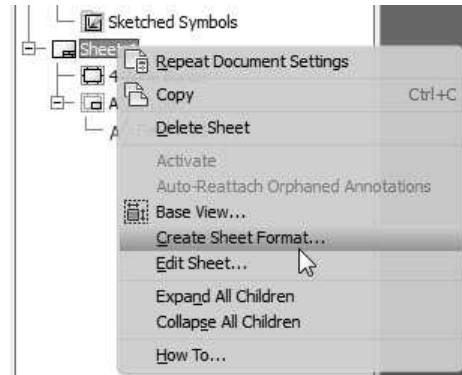 Sketched Symbols
Sheet
Repeat Document Settings
4
Copy Ctrl+C
A
Delete Sheet
A
Activate
Auto-Reattach Orphaned Annotations
Base View...
Create Sheet Format...
Edit Sheet...
Expand All Children
Collapse All Children
How To...